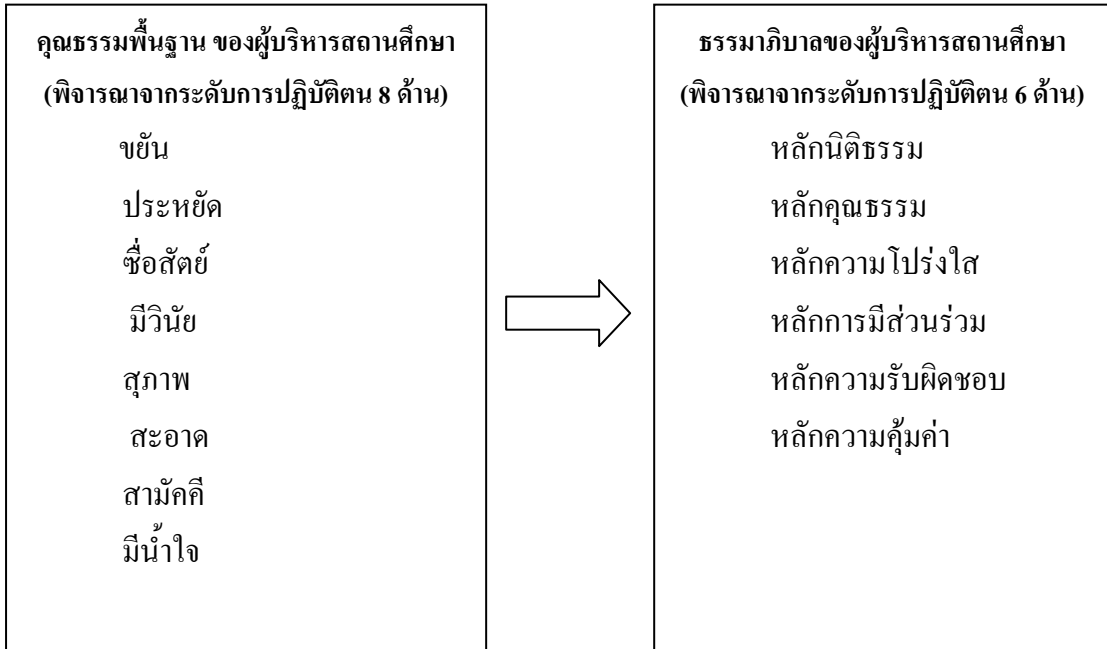 คุณธรรมพื้นฐาน ของผู้บริหารสถานศึกษา
(พิจารณาจากระดับการปฏิบัติตน 8 ด้าน)
ขยัน
ประหยัด
ซื่อสัตย์
มีวินัย
สุภาพ
สะอาด
สามัคคี
มีน้ำใจ
ธรรมาภิบาลของผู้บริหารสถานศึกษา
(พิจารณาจากระดับการปฏิบัติตน 6 ด้าน)
หลักนิติธรรม
หลักคุณธรรม
หลักความโปร่งใส
หลักการมีส่วนร่วม
หลักความรับผิดชอบ
หลักความคุ้มค่า